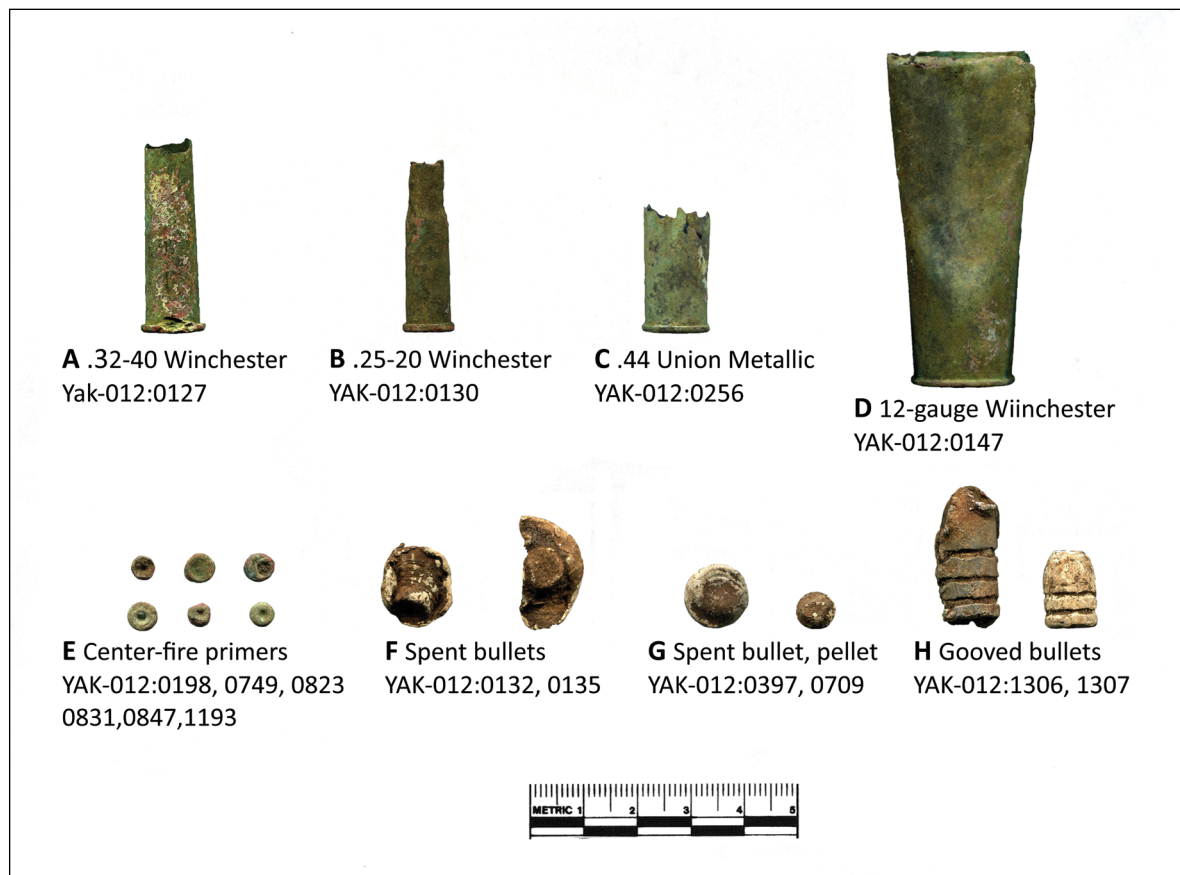 A .32-40 Winchester
Yak-012:0127
B .25-20 Winchester
YAK-012:0130
C .44 Union Metallic
YAK-012:0256
D 12-gauge Wiinchester
YAK-012:0147
E Center-fire primers
YAK-012:0198, 0749, 0823
0831,0847,1193
F Spent bullets
YAK-012:0132, 0135
G Spent bullet, pellet
YAK-012:0397, 0709
H Gooved bullets
YAK-012:1306, 1307
METRIC 1 2 3 4 5